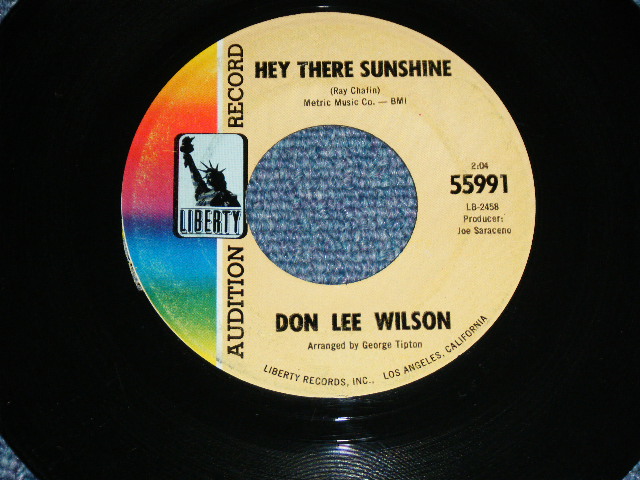 HEY THERE SUNSHINE
(Ray Chafin)
Metric Music Co. — BMI
AUDITION RECORD
LIBERTY
2:04
55991
LB-2458
Producer:
Joe Saraceno
DON LEE WILSON
Arranged by George Tipton
LIBERTY RECORDS, INC., LOS ANGELES, CALIFORNIA